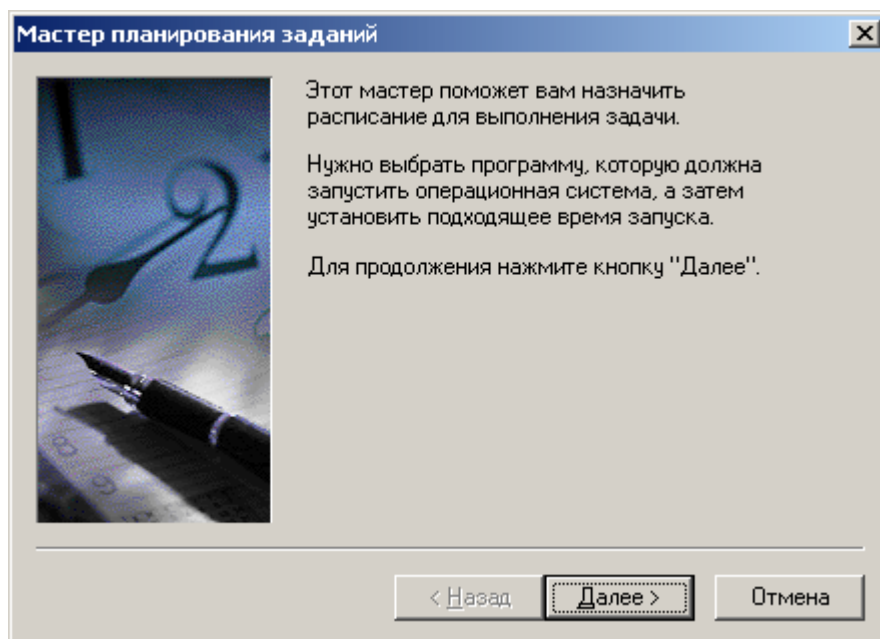 Мастер планирования заданий
Этот мастер поможет вам назначить
расписание для выполнения задачи.
Нужно выбрать программу, которую должна
запустить операционная система, а затем
установить подходящее время запуска.
Для продолжения нажмите кнопку "Далее".
< Назад
Далее >
Отмена